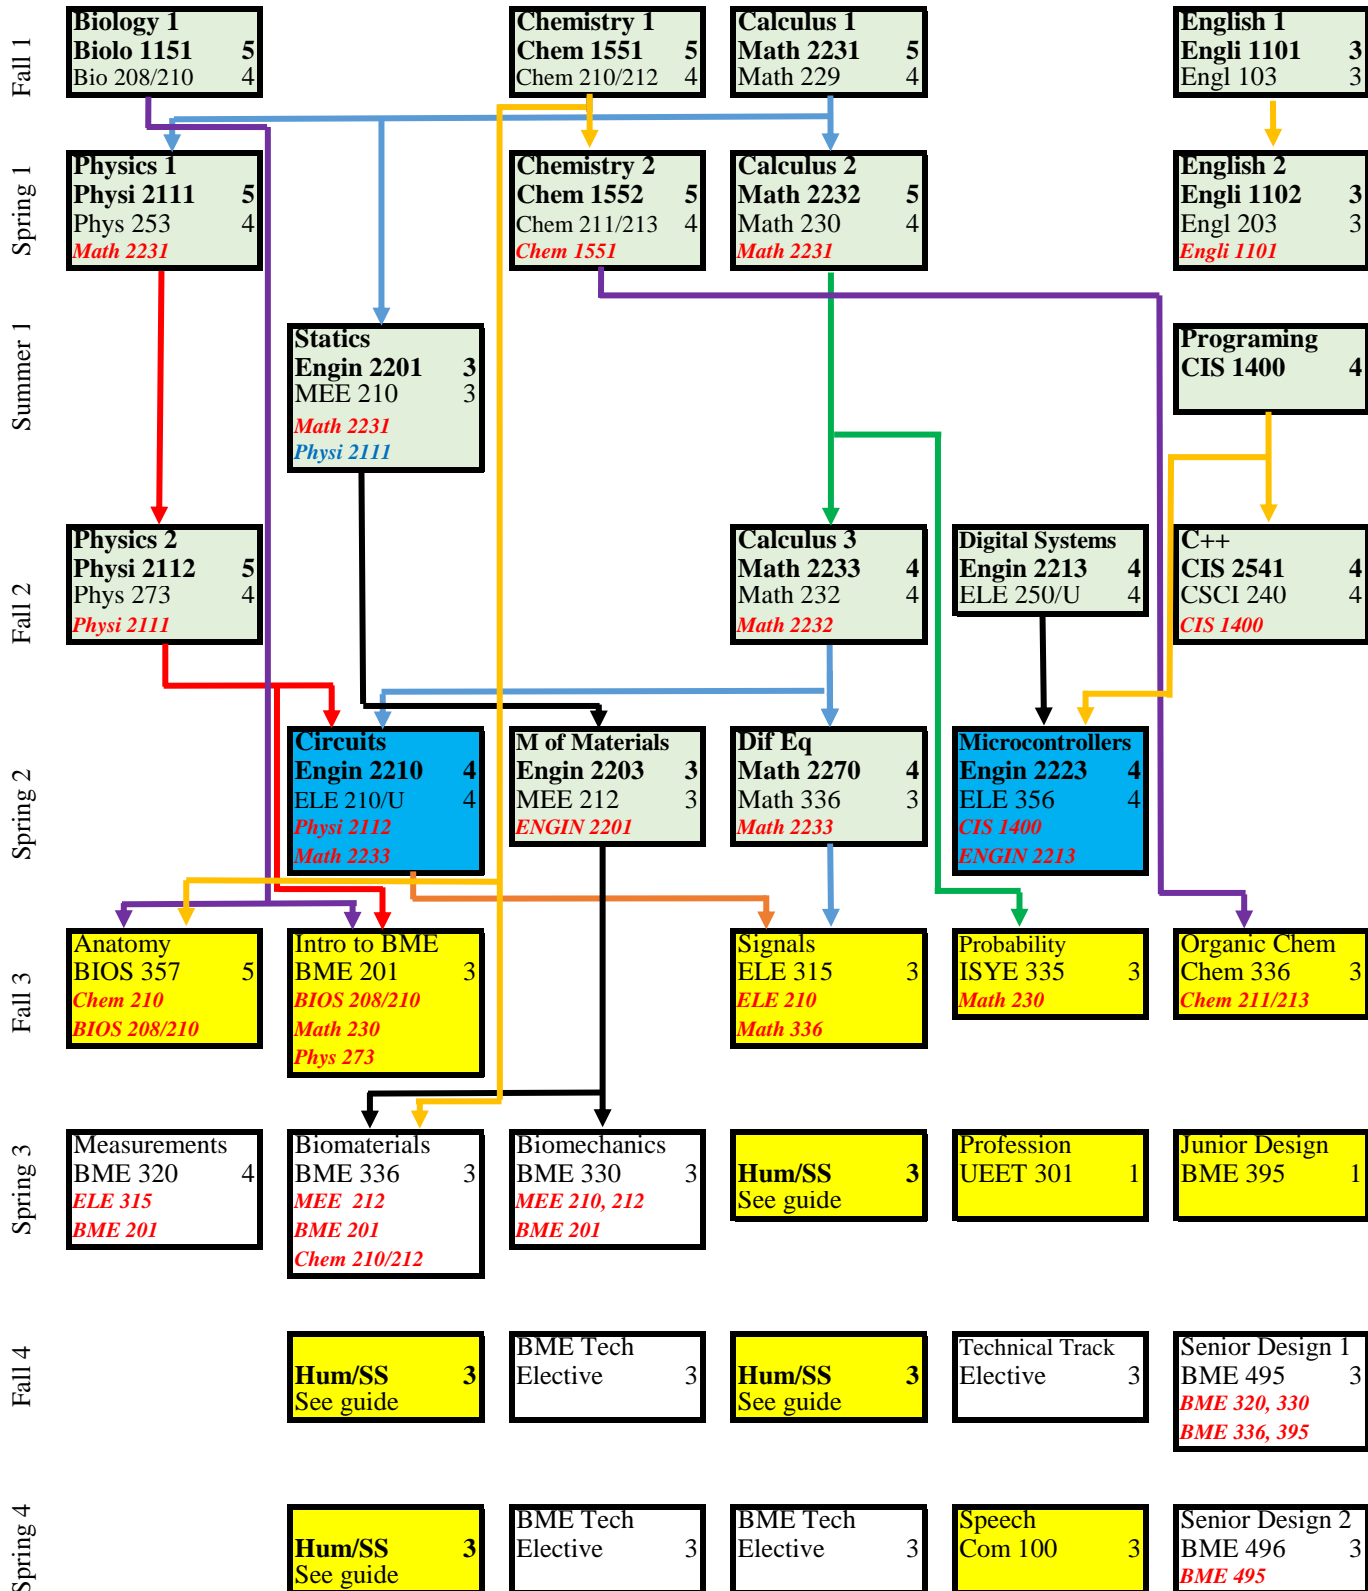 Fall 1
Biology 1
Biolo 1151 5
Bio 208/210 4
Chemistry 1
Chem 1551 5
Chem 210/212 4
Calculus 1
Math 2231 5
Math 229 4
English 1
Engli 1101 3
Engl 103 3
Spring 1
Physics 1
Physi 2111 5
Phys 253 4
Math 2231
Chemistry 2
Chem 1552 5
Chem 211/213 4
Chem 1551
Calculus 2
Math 2232 5
Math 230 4
Math 2231
English 2
Engli 1102 3
Engl 203 3
Engli 1101
Summer 1
Statics
Engin 2201 3
MEE 210 3
Math 2231
Physi 2111
Programing
CIS 1400 4
Fall 2
Physics 2
Physi 2112 5
Phys 273 4
Physi 2111
Calculus 3
Math 2233 4
Math 232 4
Math 2232
Digital Systems
Engin 2213 4
ELE 250/U 4
C++
CIS 2541 4
CSCI 240 4
CIS 1400
Spring 2
Circuits
Engin 2210 4
ELE 210/U 4
Physi 2112
Math 2233
M of Materials
Engin 2203 3
MEE 212 3
ENGIN 2201
Dif Eq
Math 2270 4
Math 336 3
Math 2233
Microcontrollers
Engin 2223 4
ELE 356 4
CIS 1400
ENGIN 2213
Fall 3
Anatomy
BIOS 357 5
Chem 210
BIOS 208/210
Intro to BME
BME 201 3
BIOS 208/210
Math 230
Phys 273
Signals
ELE 315 3
ELE 210
Math 336
Probability
ISYE 335 3
Math 230
Organic Chem
Chem 336 3
Chem 211/213
Spring 3
Measurements
BME 320 4
ELE 315
BME 201
Biomaterials
BME 336 3
MEE 212
BME 201
Chem 210/212
Biomechanics
BME 330 3
MEE 210, 212
BME 201
Hum/SS 3
See guide
Profession
UEET 301 1
Junior Design
BME 395 1
Fall 4
Hum/SS 3
See guide
BME Tech
Elective 3
Hum/SS 3
See guide
Technical Track
Elective 3
Senior Design 1
BME 495 3
BME 320, 330
BME 336, 395
Spring 4
Hum/SS 3
See guide
BME Tech
Elective 3
BME Tech
Elective 3
Speech
Com 100 3
Senior Design 2
BME 496 3
BME 495